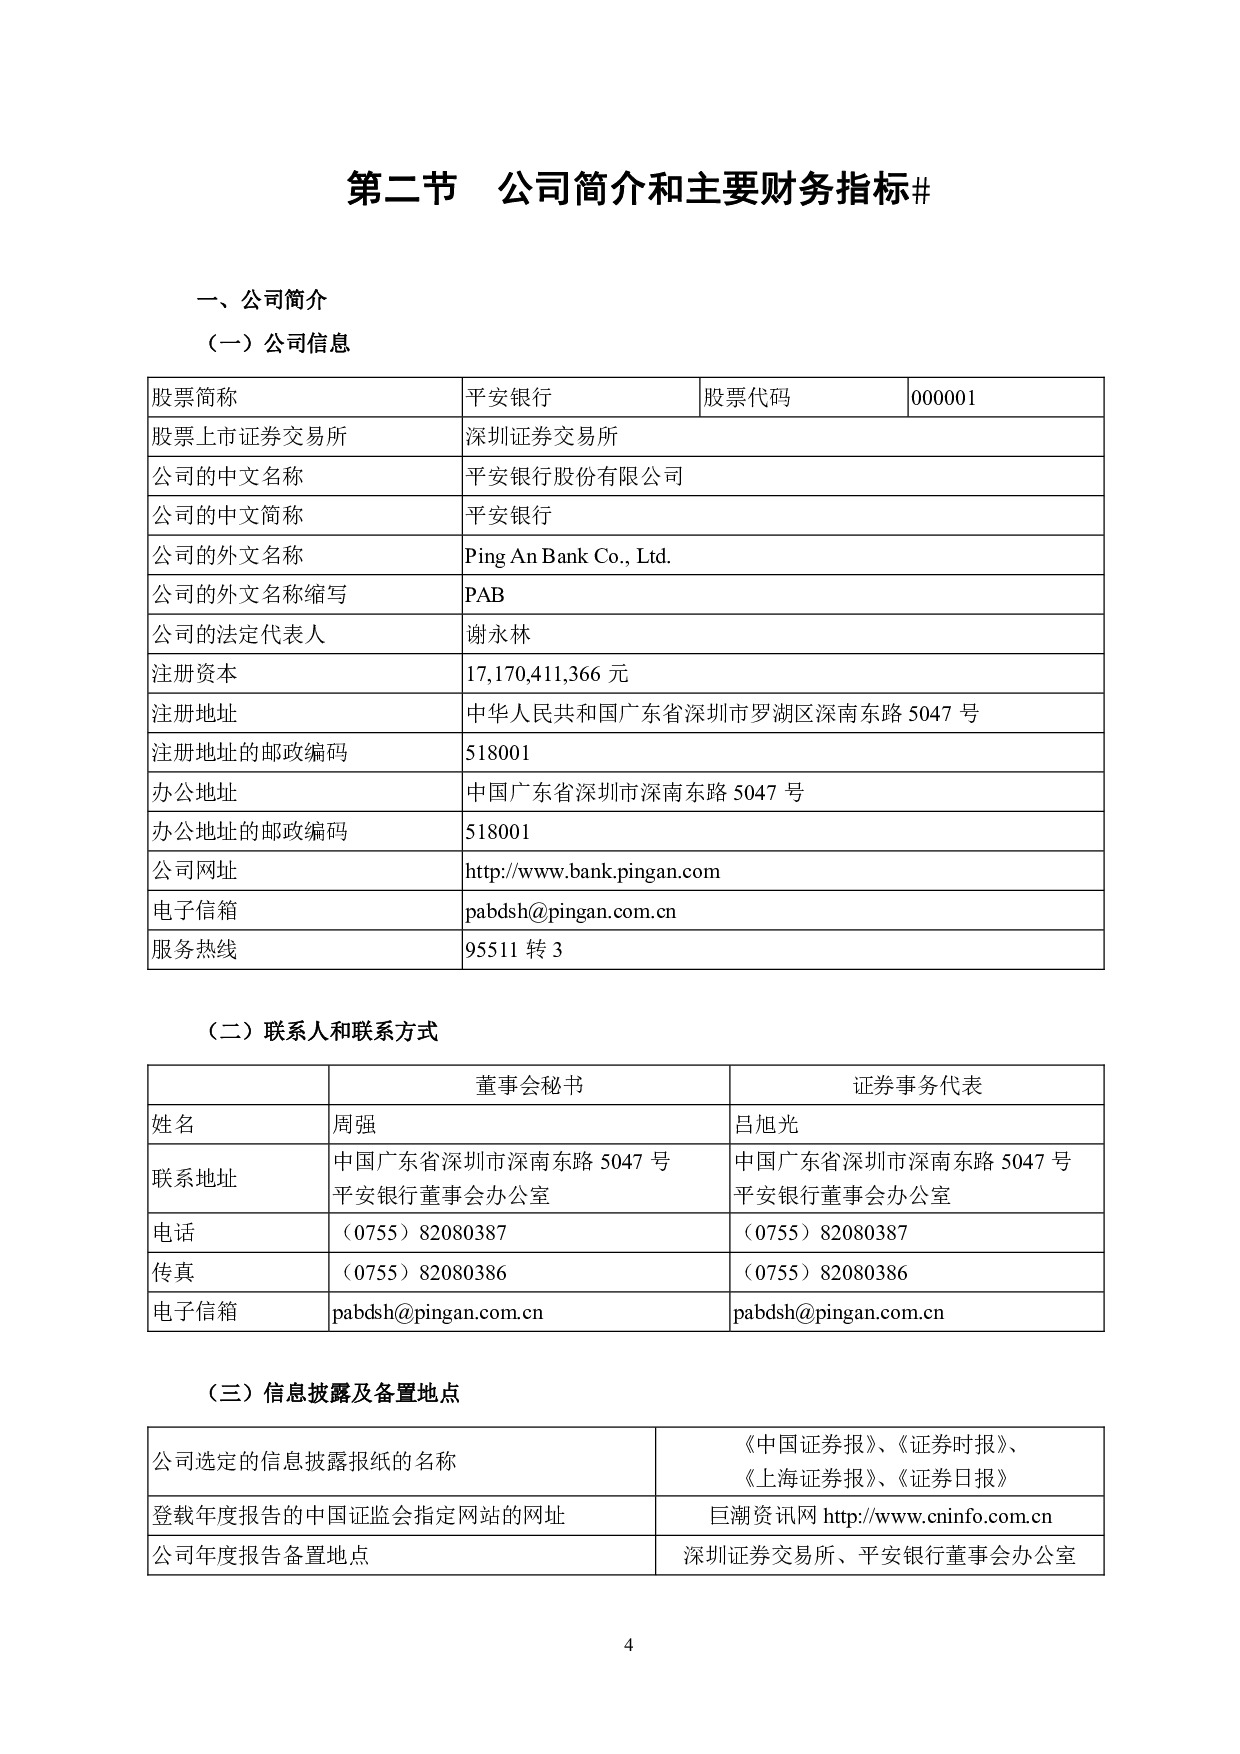 第二节　公司简介和主要财务指标#
一、公司简介
（一）公司信息
股票简称 平安银行 股票代码 000001
股票上市证券交易所 深圳证券交易所
公司的中文名称 平安银行股份有限公司
公司的中文简称 平安银行
公司的外文名称 Ping An Bank Co., Ltd.
公司的外文名称缩写 PAB
公司的法定代表人 谢永林
注册资本 17,170,411,366 元
注册地址 中华人民共和国广东省深圳市罗湖区深南东路 5047 号
注册地址的邮政编码 518001
办公地址 中国广东省深圳市深南东路 5047 号
办公地址的邮政编码 518001
公司网址 http://www.bank.pingan.com
电子信箱 pabdsh@pingan.com.cn
服务热线 95511 转 3
（二）联系人和联系方式
董事会秘书 证券事务代表
姓名 周强 吕旭光
联系地址 中国广东省深圳市深南东路 5047 号 中国广东省深圳市深南东路 5047 号
平安银行董事会办公室 平安银行董事会办公室
电话 （0755）82080387 （0755）82080387
传真 （0755）82080386 （0755）82080386
电子信箱 pabdsh@pingan.com.cn pabdsh@pingan.com.cn
（三）信息披露及备置地点
公司选定的信息披露报纸的名称 《中国证券报》、《证券时报》、
《上海证券报》、《证券日报》
登载年度报告的中国证监会指定网站的网址 巨潮资讯网 http://www.cninfo.com.cn
公司年度报告备置地点 深圳证券交易所、平安银行董事会办公室
4